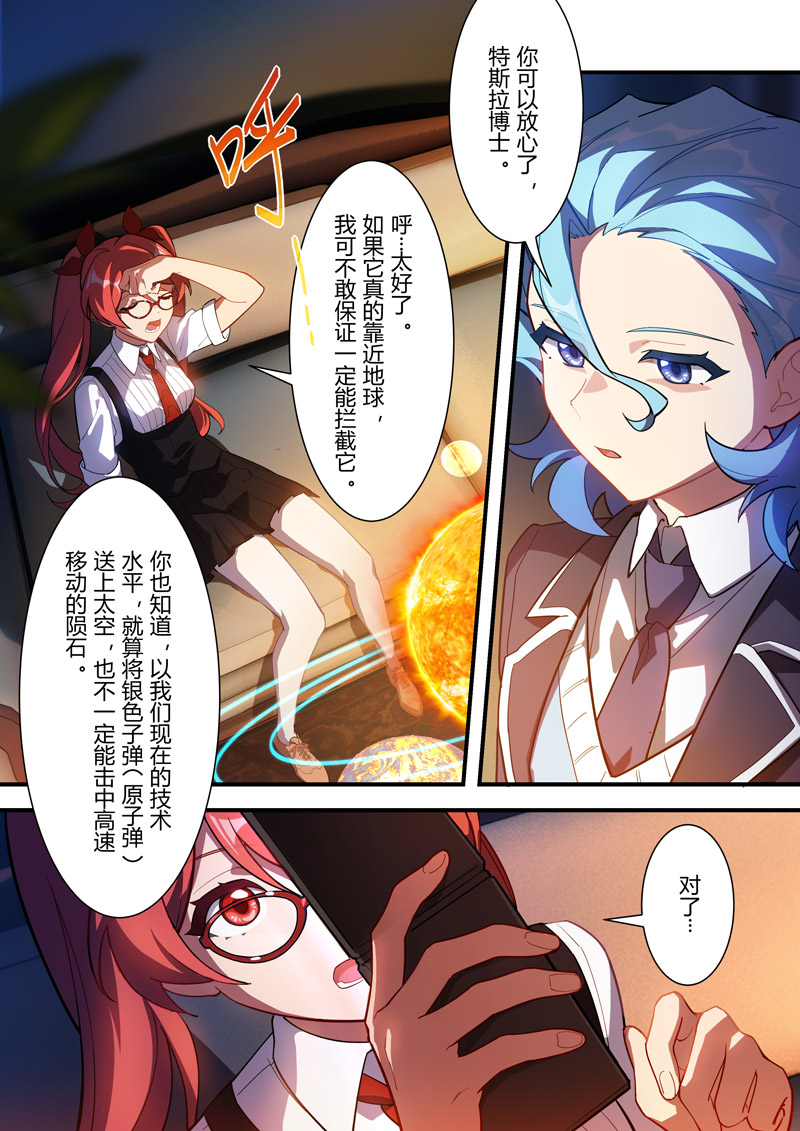 你可以放心了，
特斯拉博士。
呼
呼…太好了。
如果它真的靠近地球，
我可不敢保证一定能拦截它。
你也知道，以我们现在的技术
水平，就算将银色子弹（原子弹）
送上太空，也不一定能击中高速
移动的陨石。
对了…